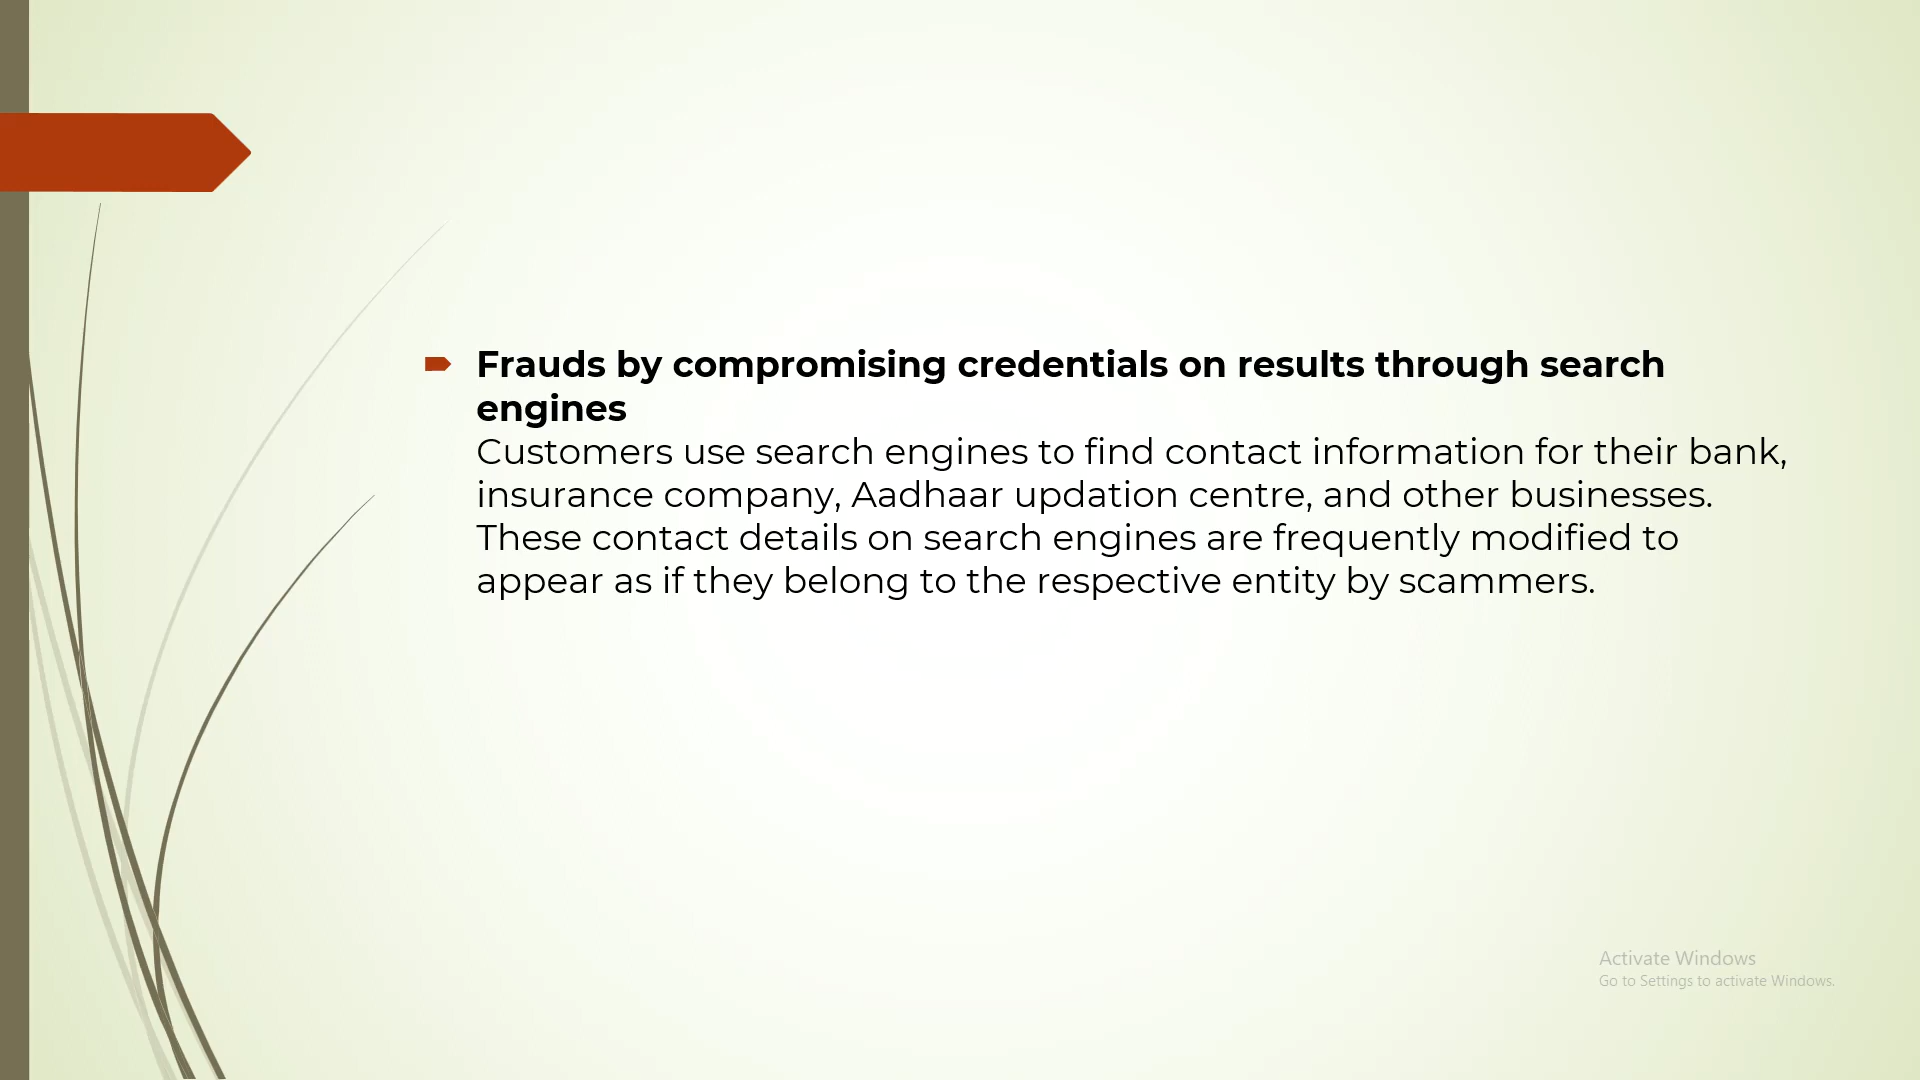 Frauds by compromising credentials on results through search
engines
Customers use search engines to find contact information for their bank,
insurance company, Aadhaar updation centre, and other businesses.
These contact details on search engines are frequently modified to
appear as if they belong to the respective entity by scammers.
Activate Windows
Go to Settings to activate Windows.